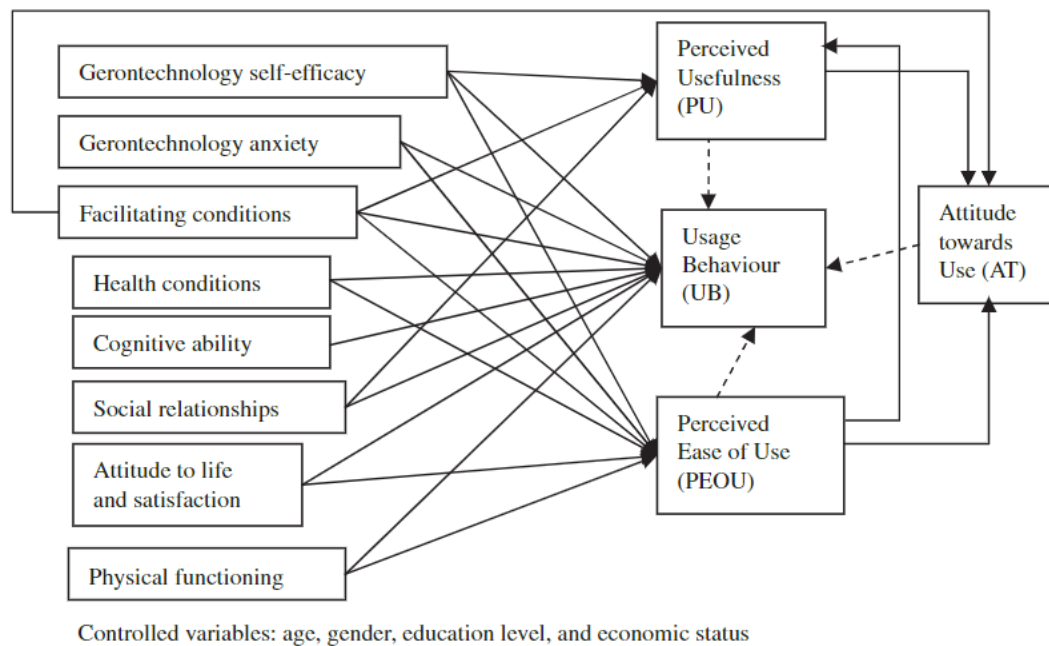 Gerontechnology self-efficacy
Gerontechnology anxiety
Facilitating conditions
Health conditions
Cognitive ability
Social relationships
Attitude to life
and satisfaction
Physical functioning
Perceived
Usefulness
(PU)
Usage
Behaviour
(UB)
Perceived
Ease of Use
(PEOU)
Attitude
towards
Use (AT)
Controlled variables: age, gender, education level, and economic status